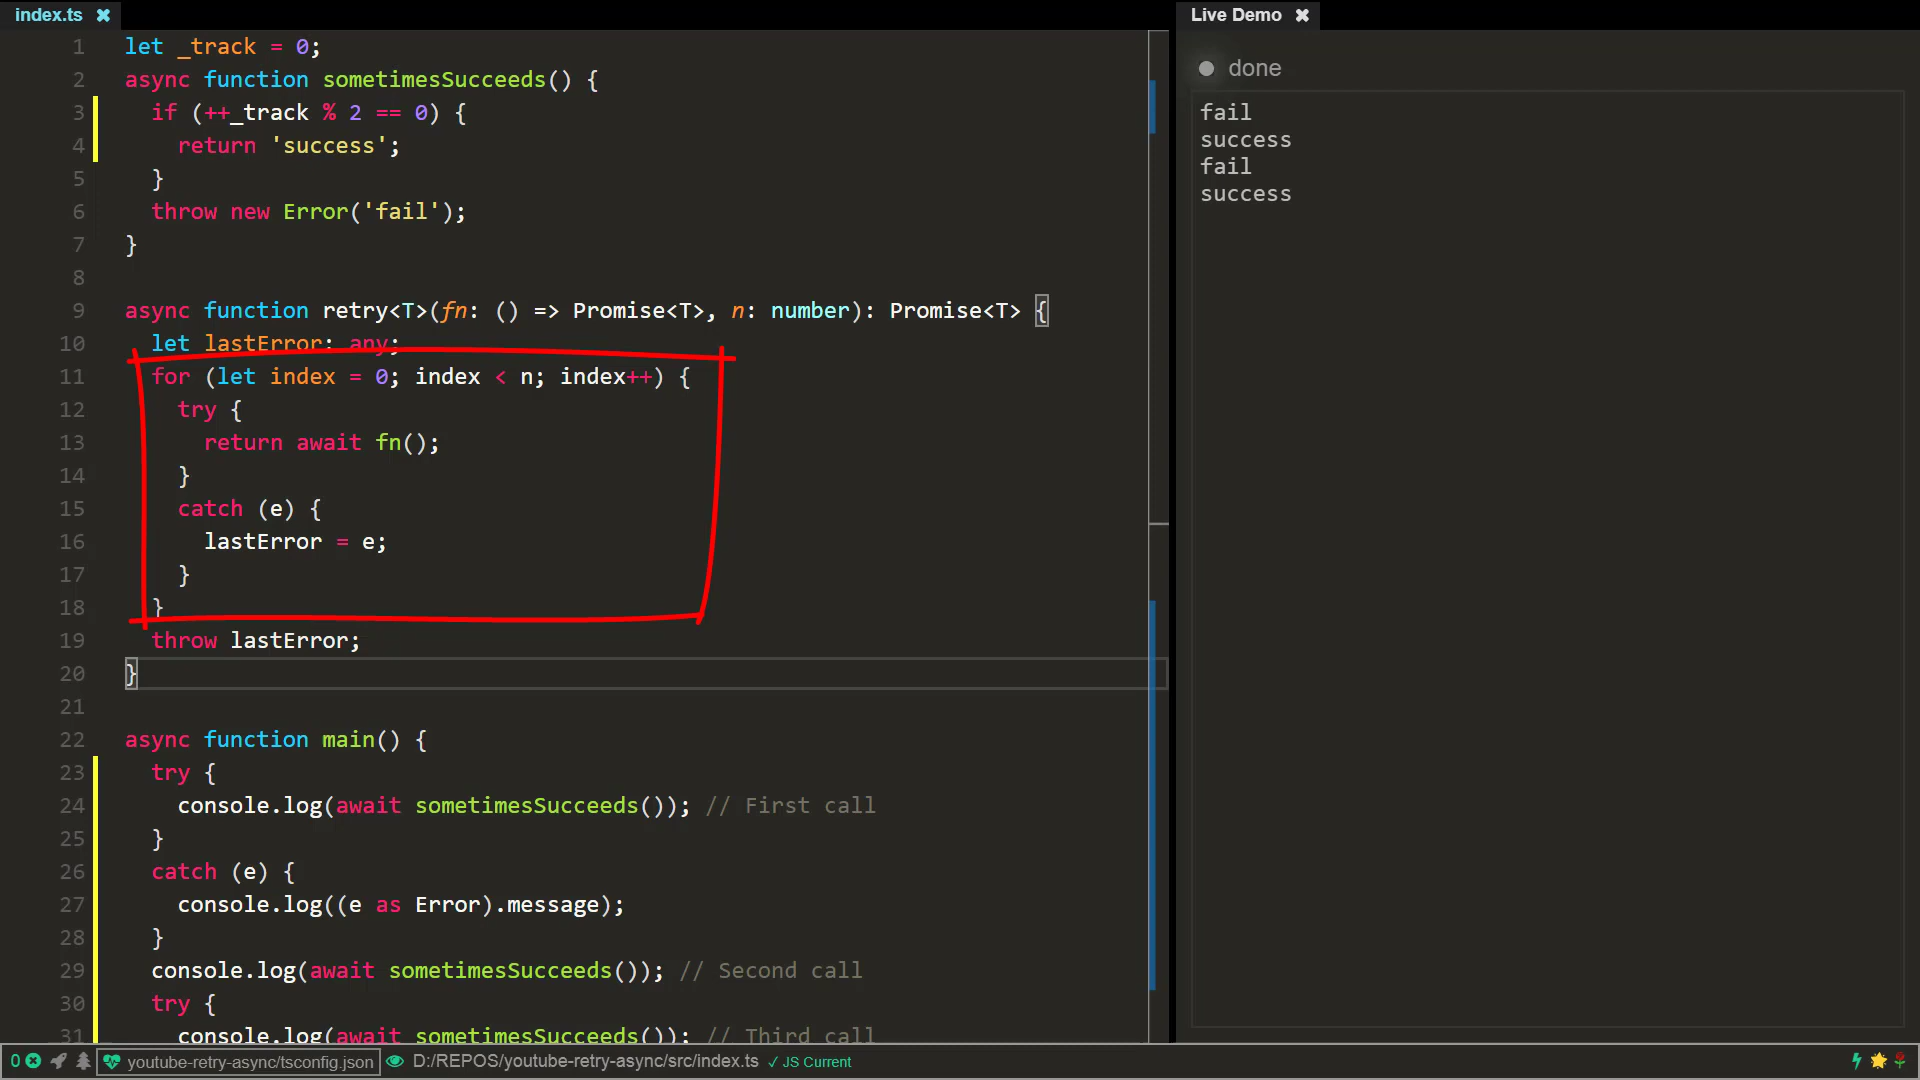 index.ts ✖
Live Demo ✖
1 let _track = 0;
2 async function sometimesSucceeds() {
3 if (++_track % 2 == 0) {
4 return 'success';
5 }
6 throw new Error('fail');
7 }
8
9 async function retry<T>(fn: () => Promise<T>, n: number): Promise<T> {
10 let lastError: any;
11 for (let index = 0; index < n; index++) {
12 try {
13 return await fn();
14 }
15 catch (e) {
16 lastError = e;
17 }
18 }
19 throw lastError;
20 }
21
22 async function main() {
23 try {
24 console.log(await sometimesSucceeds()); // First call
25 }
26 catch (e) {
27 console.log((e as Error).message);
28 }
29 console.log(await sometimesSucceeds()); // Second call
30 try {
31 console.log(await sometimesSucceeds()); // Third call
done
fail
success
fail
success
0 youtube-retry-async/tsconfig.json D:/REPOS/youtube-retry-async/src/index.ts ✓ JS Current